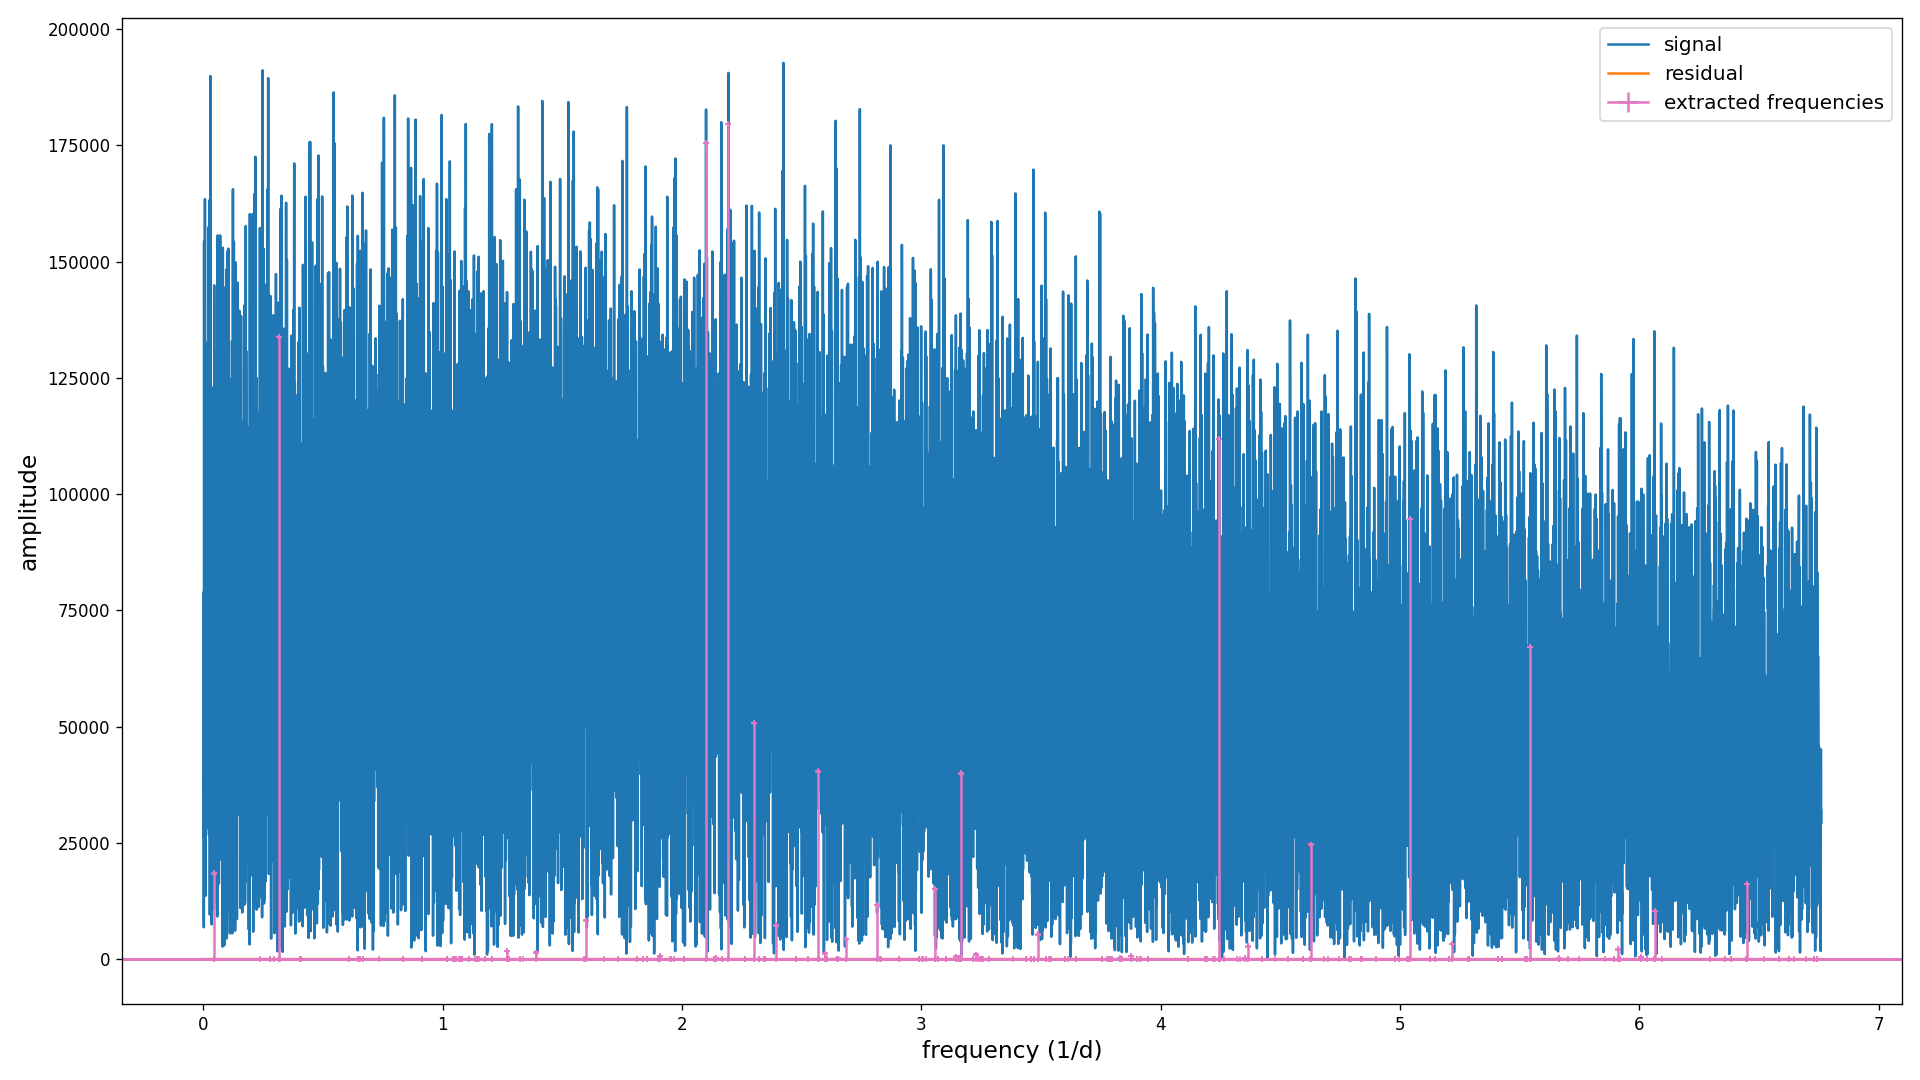 200000
175000
150000
125000
100000
75000
50000
25000
0
amplitude
0 1 2 3 4 5 6 7
frequency (1/d)
signal
residual
extracted frequencies